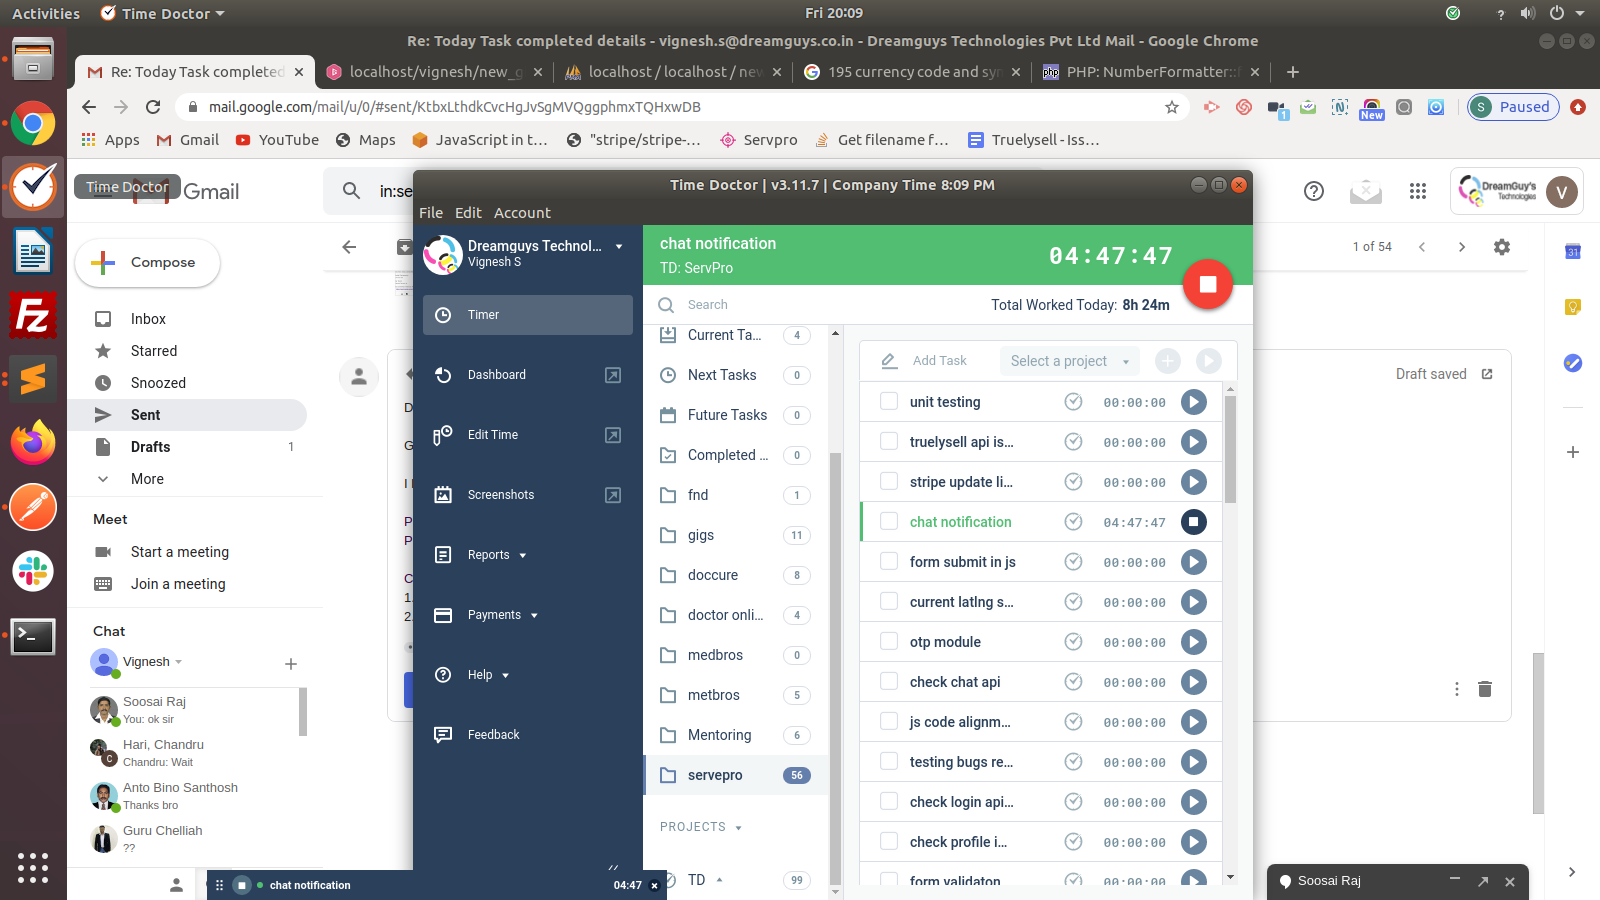 Activities
Time Doctor
Fri 20:09
Re: Today Task completed details - vignesh.s@dreamguys.co.in - Dreamguys Technologies Pvt Ltd Mail - Google Chrome
Re: Today Task completed
localhost/vignesh/new_g
localhost / localhost / new
195 currency code and syn
PHP: NumberFormatter::f
mail.google.com/mail/u/0/#sent/KtbxLthdkCvcHgJvSgMVQggphmxTQHxwDB
1
New
S
Paused
Apps
Gmail
YouTube
Maps
JavaScript in t…
"stripe/stripe-…
Servpro
Get filename f…
Truelysell - Iss…
Time Doctor
Gmail
in:se
DreamGuy's
Technologies
V
Compose
1 of 54
Inbox
Starred
Snoozed
Sent
Drafts
1
More
Meet
Start a meeting
Join a meeting
Chat
Vignesh
Soosai Raj
You: ok sir
Hari, Chandru
Chandru: Wait
Anto Bino Santhosh
Thanks bro
Guru Chelliah
??
D
G
I
P
P
C
1.
2.
Draft saved
31
Time Doctor | v3.11.7 | Company Time 8:09 PM
File
Edit
Account
Dreamguys Technol...
Vignesh S
Timer
Dashboard
Edit Time
Screenshots
Reports
Payments
Help
Feedback
chat notification
TD: ServPro
04:47:47
Search
Total Worked Today: 8h 24m
Current Ta... 4
Next Tasks 0
Future Tasks 0
Completed ... 0
fnd 1
gigs 11
doccure 8
doctor onli... 4
medbros 0
metbros 5
Mentoring 6
servepro 56
PROJECTS
TD 99
Add Task
Select a project
unit testing 00:00:00
truelysell api is... 00:00:00
stripe update li... 00:00:00
chat notification 04:47:47
form submit in js 00:00:00
current latlng s... 00:00:00
otp module 00:00:00
check chat api 00:00:00
js code alignm... 00:00:00
testing bugs re... 00:00:00
check login api... 00:00:00
check profile i... 00:00:00
form validaton 00:00:00
chat notification
04:47
Soosai Raj